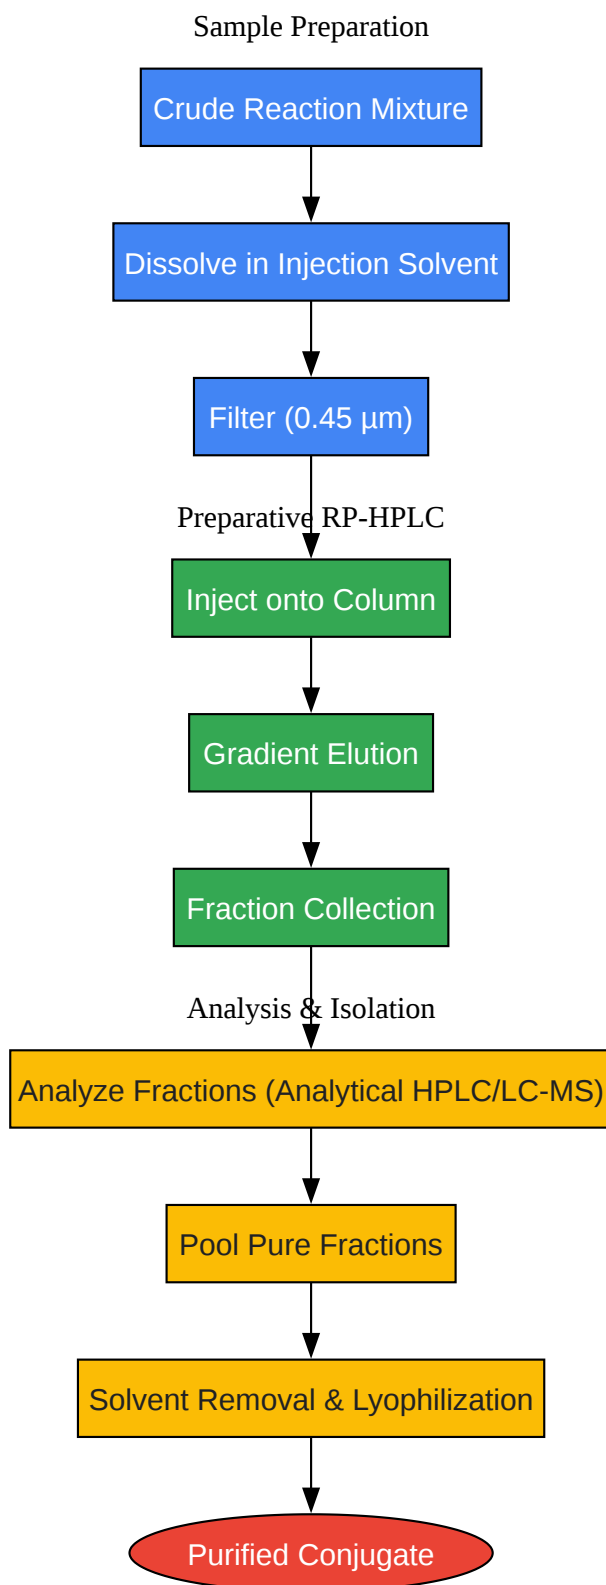 Sample Preparation
Crude Reaction Mixture
Dissolve in Injection Solvent
Filter (0.45 µm)
Preparative RP-HPLC
Inject onto Column
Gradient Elution
Fraction Collection
Analysis & Isolation
Analyze Fractions (Analytical HPLC/LC-MS)
Pool Pure Fractions
Solvent Removal & Lyophilization
Purified Conjugate